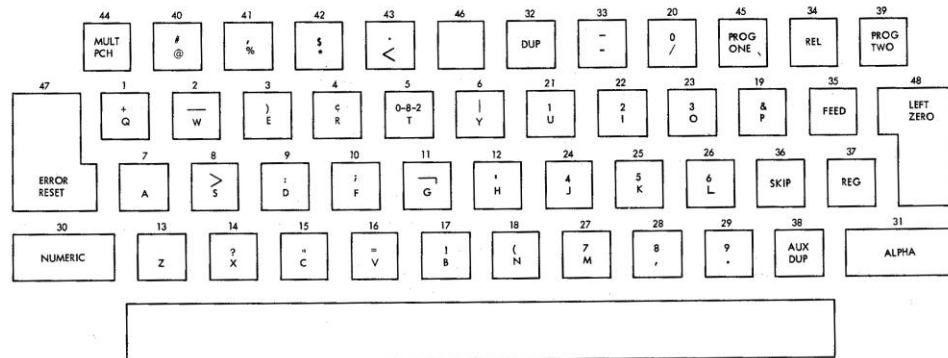 44 40 41 42 43 46 32 33 20 45 34 39
MULT # , $ . – 0 PROG PROG
DUP REL
PCH @ % * < - / ONE TWO
47 1 2 3 4 5 6 21 22 23 19 35 48
+ — ) ¢ 0-8-2 | 1 2 3 & FEED LEFT
Q W E R T Y U I O P ZERO
7 8 9 10 11 12 24 25 26 36 37
> : ; ¬ ' 4 5 6
ERROR A S D F G H J K L SKIP REG
RESET
30 13 14 15 16 17 18 27 28 29 38 31
? " = ! ( 7 8 9 AUX
NUMERIC Z X C V B N M , . DUP ALPHA